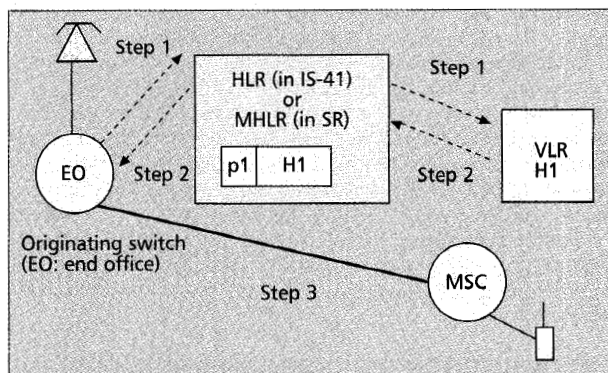 Step 1
HLR (in IS-41)
or
MHLR (in SR)
Step 1
p1 H1
EO
Step 2
Step 2
VLR
H1
Originating switch
(EO: end office)
MSC
Step 3